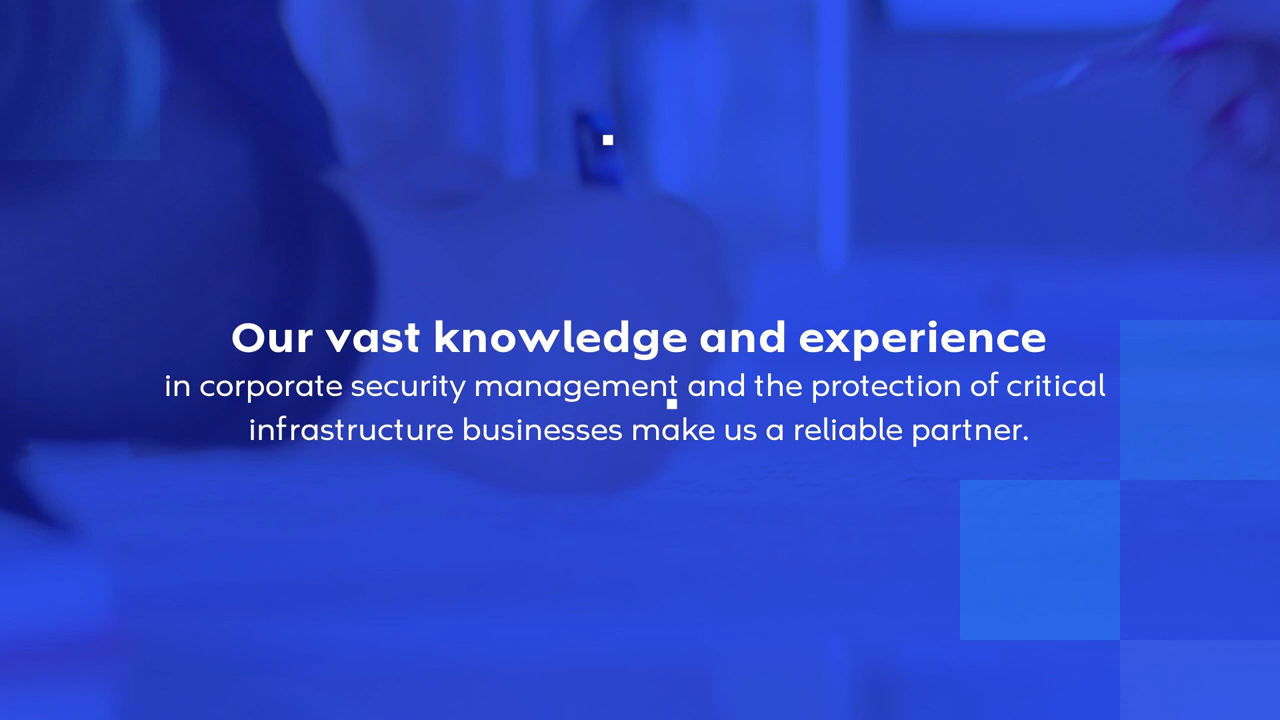 Our vast knowledge and experience
in corporate security management and the protection of critical
infrastructure businesses make us a reliable partner.